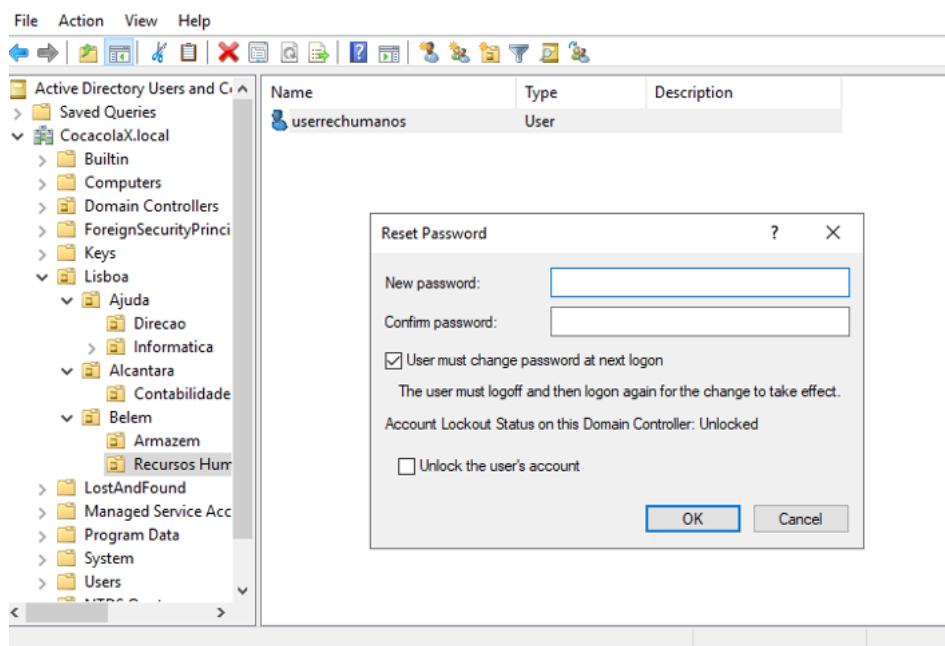 File Action View Help
Active Directory Users and C
Saved Queries
CocacolaX.local
Builtin
Computers
Domain Controllers
ForeignSecurityPrinci
Keys
Lisboa
Ajuda
Direcao
Informatica
Alcantara
Contabilidade
Belem
Armazem
Recursos Hum
LostAndFound
Managed Service Acc
Program Data
System
Users
Name Type Description
userrechumanos User
Reset Password ?
New password:
Confirm password:
User must change password at next logon
The user must logoff and then logon again for the change to take effect.
Account Lockout Status on this Domain Controller: Unlocked
Unlock the user's account
OK Cancel